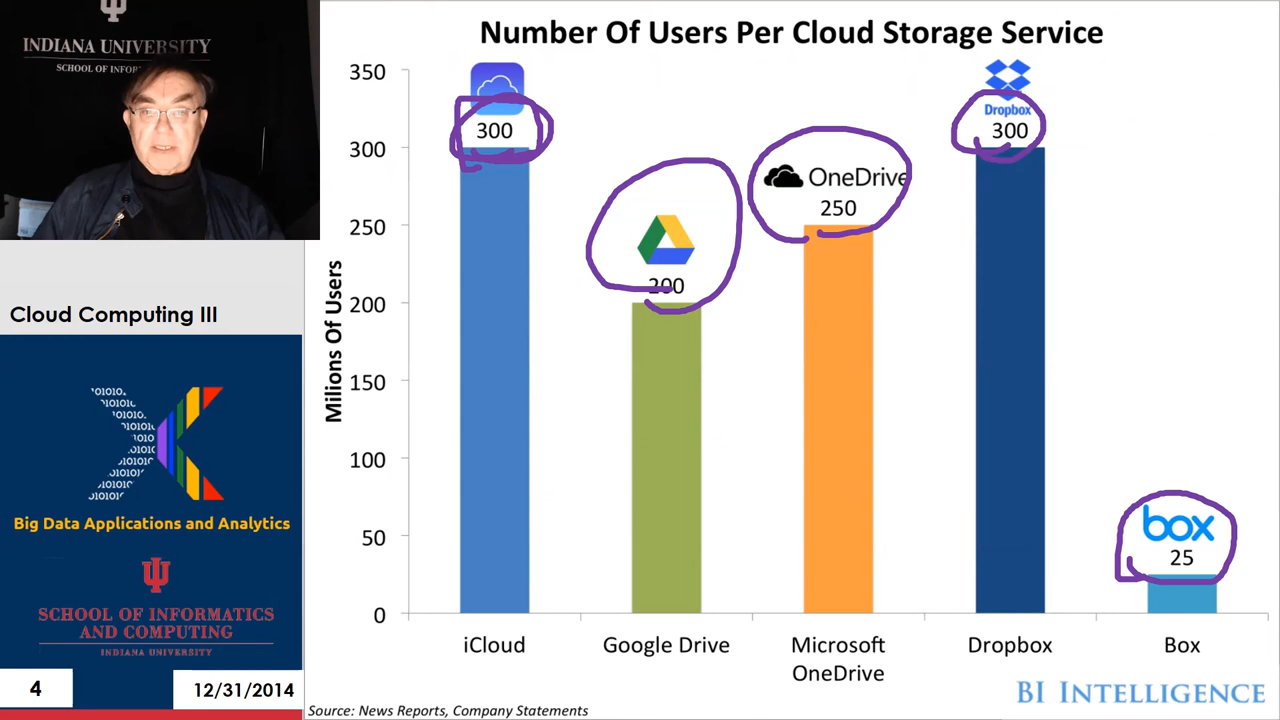 INDIANA UNIVERSITY
SCHOOL OF INFOR
Cloud Computing III
Big Data Applications and Analytics
SCHOOL OF INFORMATICS
AND COMPUTING
INDIANA UNIVERSITY
4
12/31/2014
Number Of Users Per Cloud Storage Service
Milions Of Users
350
300
250
200
150
100
50
0
300
200
OneDrive
250
Dropbox
300
box
25
iCloud
Google Drive
Microsoft
OneDrive
Dropbox
Box
BI INTELLIGENCE
Source: News Reports, Company Statements